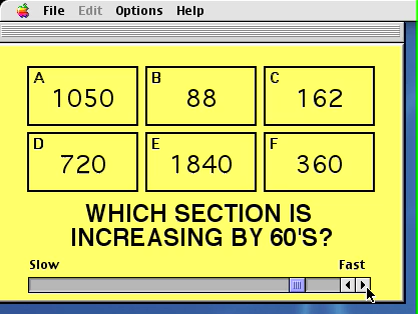 File Edit Options Help
A B C
1050 88 162
D E F
720 1840 360
WHICH SECTION IS
INCREASING BY 60'S?
Slow Fast